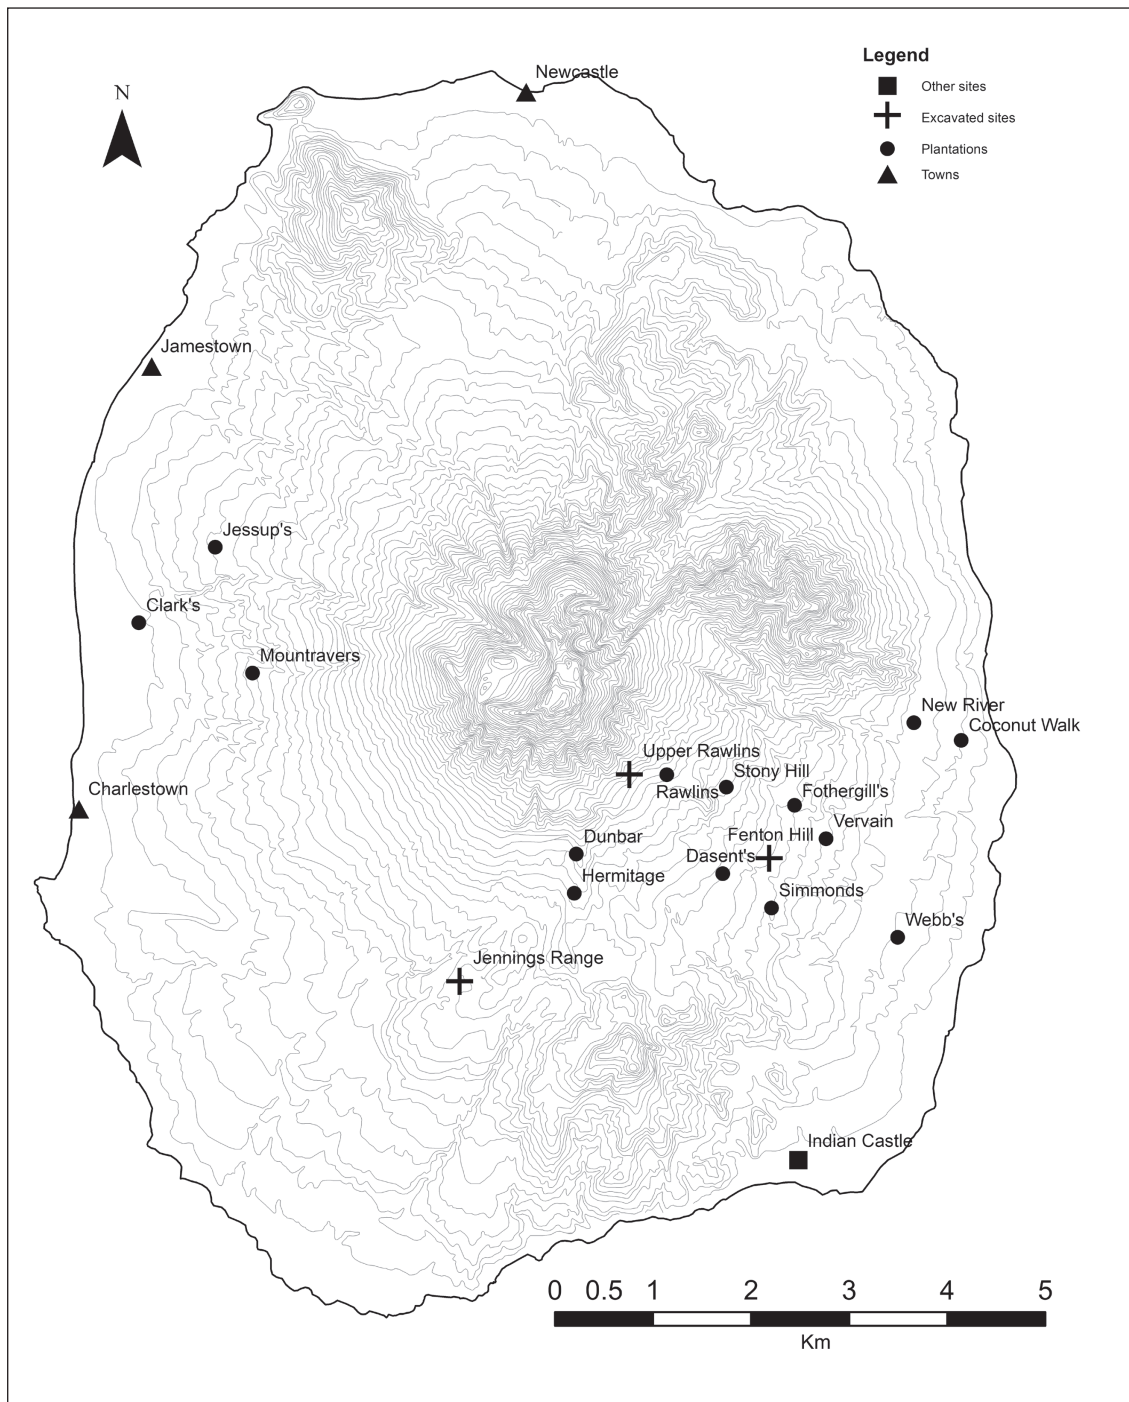 Legend
Newcastle
N
Other sites
Excavated sites
Plantations
Towns
Jamestown
Jessup's
Clark's
Mountravers
New River
Coconut Walk
Upper Rawlins
Stony Hill
Rawlins
Charlestown
Fothergill's
Vervain
Dunbar
Fenton Hill
Dasent's
Hermitage
Simmonds
Webb's
Jennings Range
Indian Castle
0 0.5 1 2 3 4 5
Km